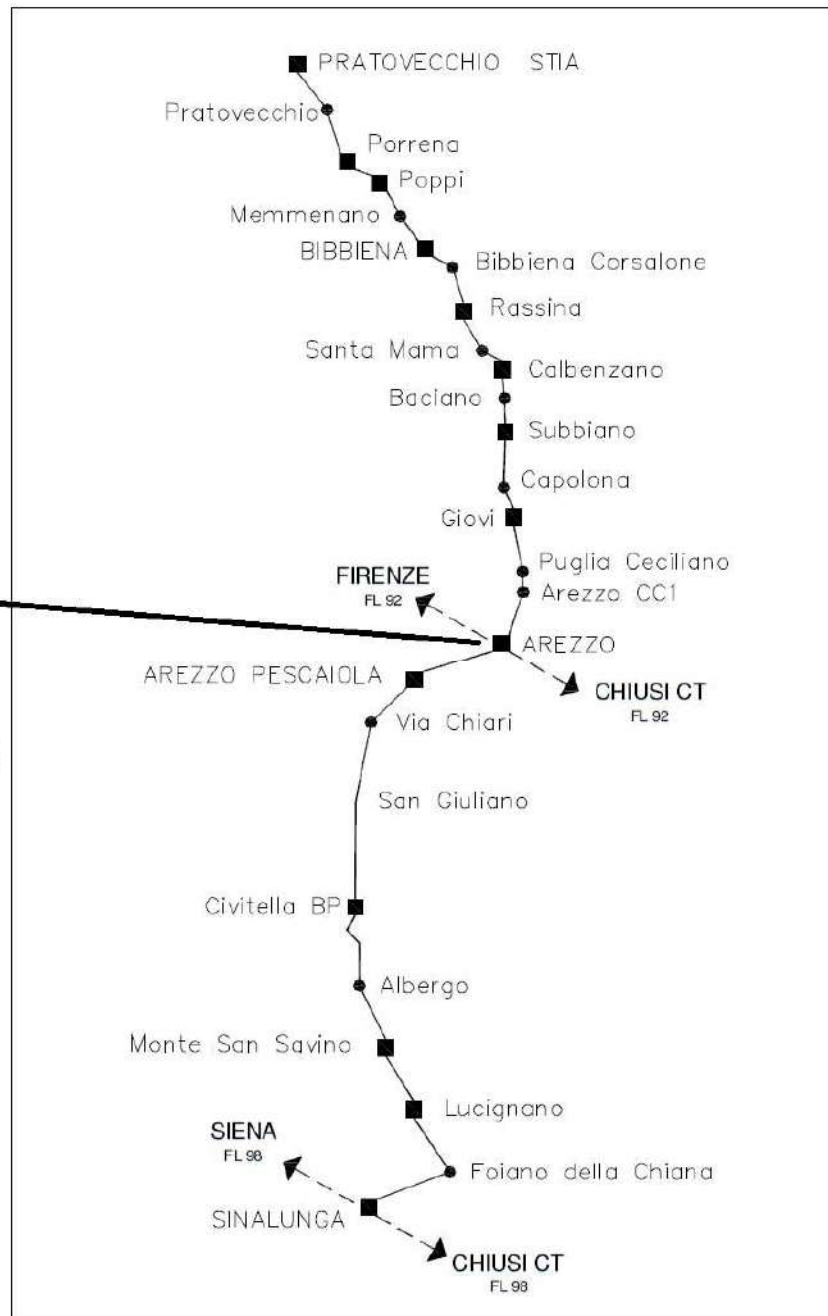 PRATOVECCHIO STIA
Pratovecchio
Porrena
Poppi
Memmenano
BIBBIENA
Bibbiena Corsalone
Rassina
Santa Mama
Calbenzano
Baciano
Subbiano
Capolona
Giovi
Puglia Ceciliano
FIRENZE
FL 92
Arezzo CC1
AREZZO
AREZZO PESCAIOLA
CHIUSI CT
FL 92
Via Chiari
San Giuliano
Civitella BP
Albergo
Monte San Savino
Lucignano
SIENA
FL 98
Foiano della Chiana
SINALUNGA
CHIUSI CT
FL 98